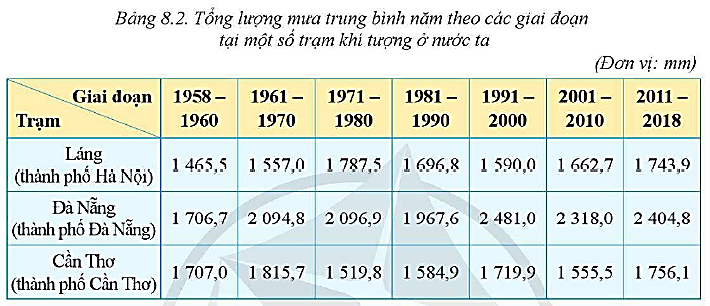 Bảng 8.2. Tổng lượng mưa trung bình năm theo các giai đoạn
tại một số trạm khí tượng ở nước ta
(Đơn vị: mm)
Giai đoạn 1958 – 1961 – 1971 – 1981 – 1991 – 2001 – 2011 –
Trạm 1960 1970 1980 1990 2000 2010 2018
Láng
(thành phố Hà Nội) 1 465,5 1 557,0 1 787,5 1 696,8 1 590,0 1 662,7 1 743,9
Đà Nẵng
(thành phố Đà Nẵng) 1 706,7 2 094,8 2 096,9 1 967,6 2 481,0 2 318,0 2 404,8
Cần Thơ
(thành phố Cần Thơ) 1 707,0 1 815,7 1 519,8 1 584,9 1 719,9 1 555,5 1 756,1